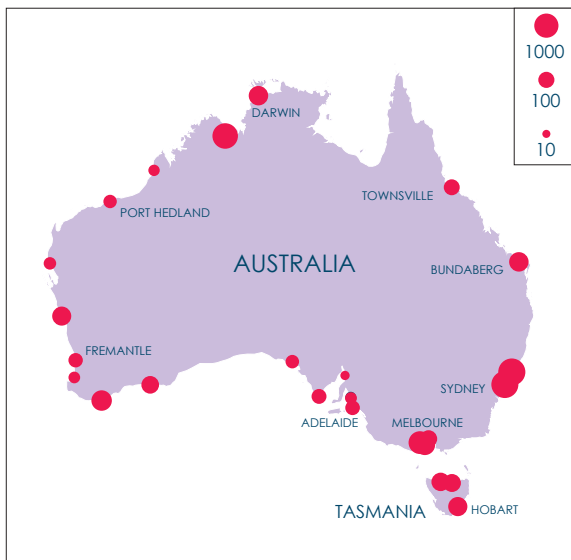 1000
100
10
DARWIN
TOWNSVILLE
PORT HEDLAND
AUSTRALIA
BUNDABERG
FREMANTLE
SYDNEY
ADELAIDE
MELBOURNE
TASMANIA
HOBART